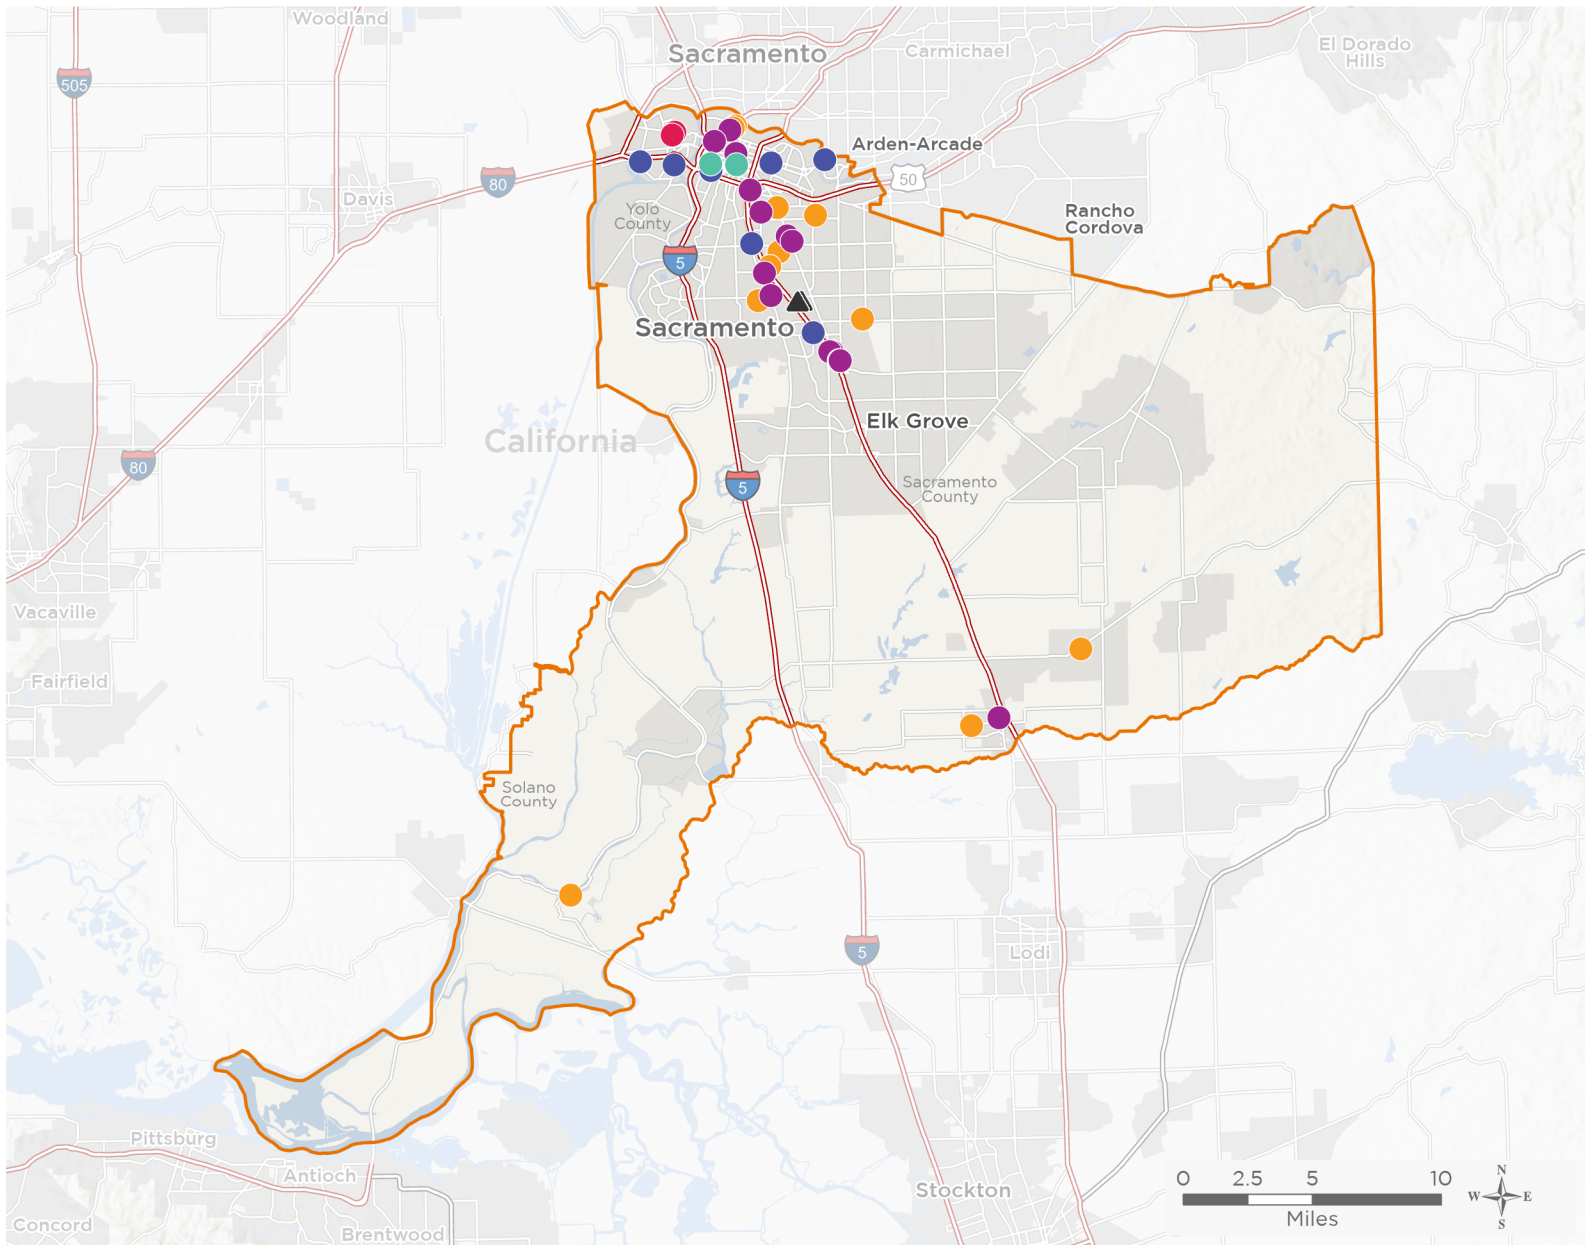 Woodland
Sacramento
Carmichael
El Dorado
Hills
505
Arden-Arcade
80
50
Davis
Yolo
County
Rancho
Cordova
5
Sacramento
Elk Grove
California
80
5
Sacramento
County
Vacaville
Fairfield
Solano
County
5
Lodi
Pittsburg
Antioch
Stockton
Concord
Brentwood
0 2.5 5 10
Miles
N
W E
S